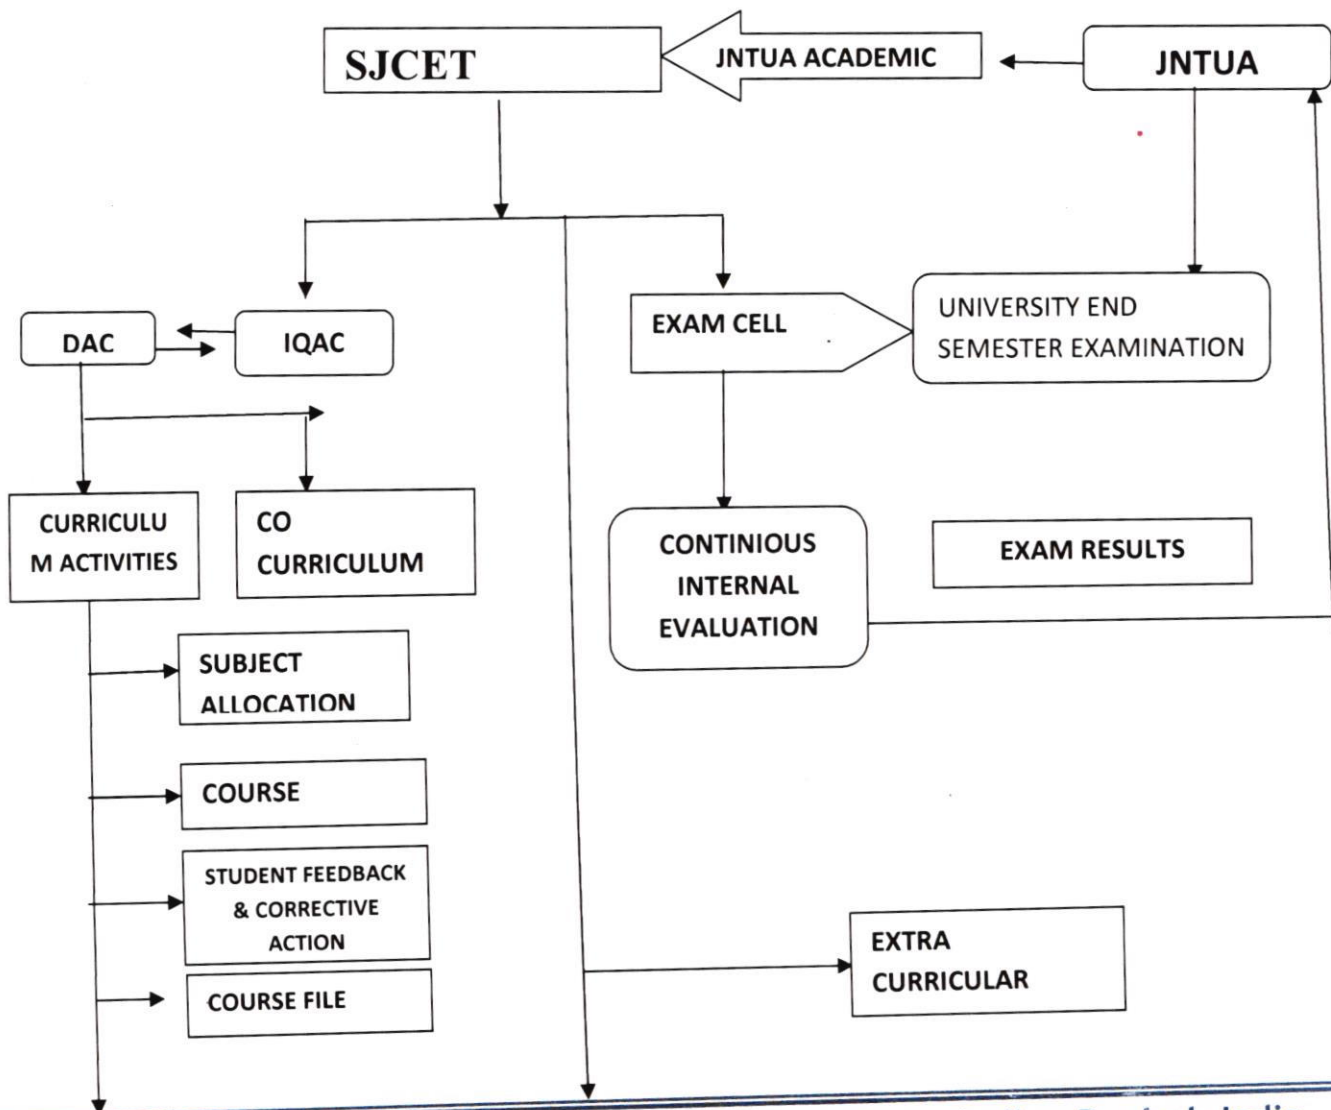 SJCET
JNTUA ACADEMIC
JNTUA
DAC
IQAC
EXAM CELL
UNIVERSITY END
SEMESTER EXAMINATION
CURRICULU
M ACTIVITIES
CO
CURRICULUM
CONTINIOUS
INTERNAL
EVALUATION
EXAM RESULTS
SUBJECT
ALLOCATION
COURSE
STUDENT FEEDBACK
& CORRECTIVE
ACTION
COURSE FILE
EXTRA
CURRICULAR